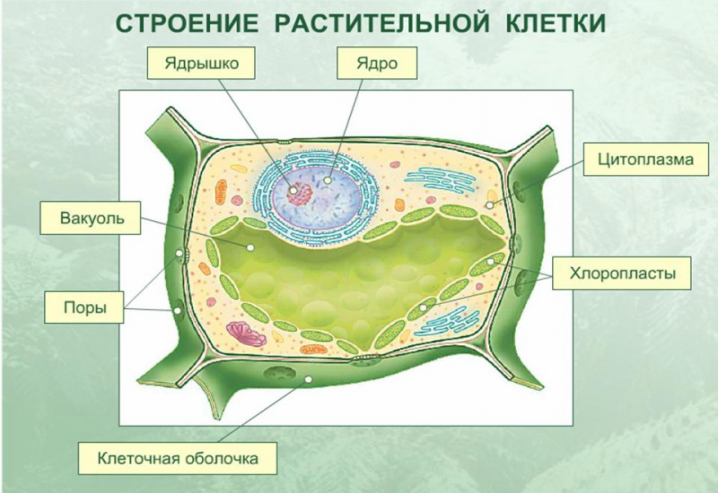 СТРОЕНИЕ РАСТИТЕЛЬНОЙ КЛЕТКИ
Ядрышко
Ядро
Цитоплазма
Вакуоль
Хлоропласты
Поры
Клеточная оболочка